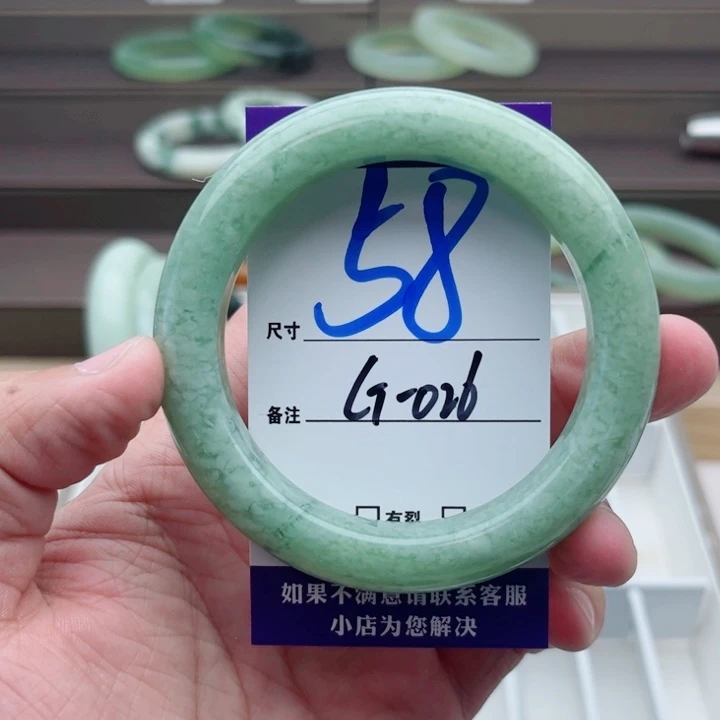 尺寸 58
备注 G-026
有裂
如果不满意请联系客服
小店为您解决